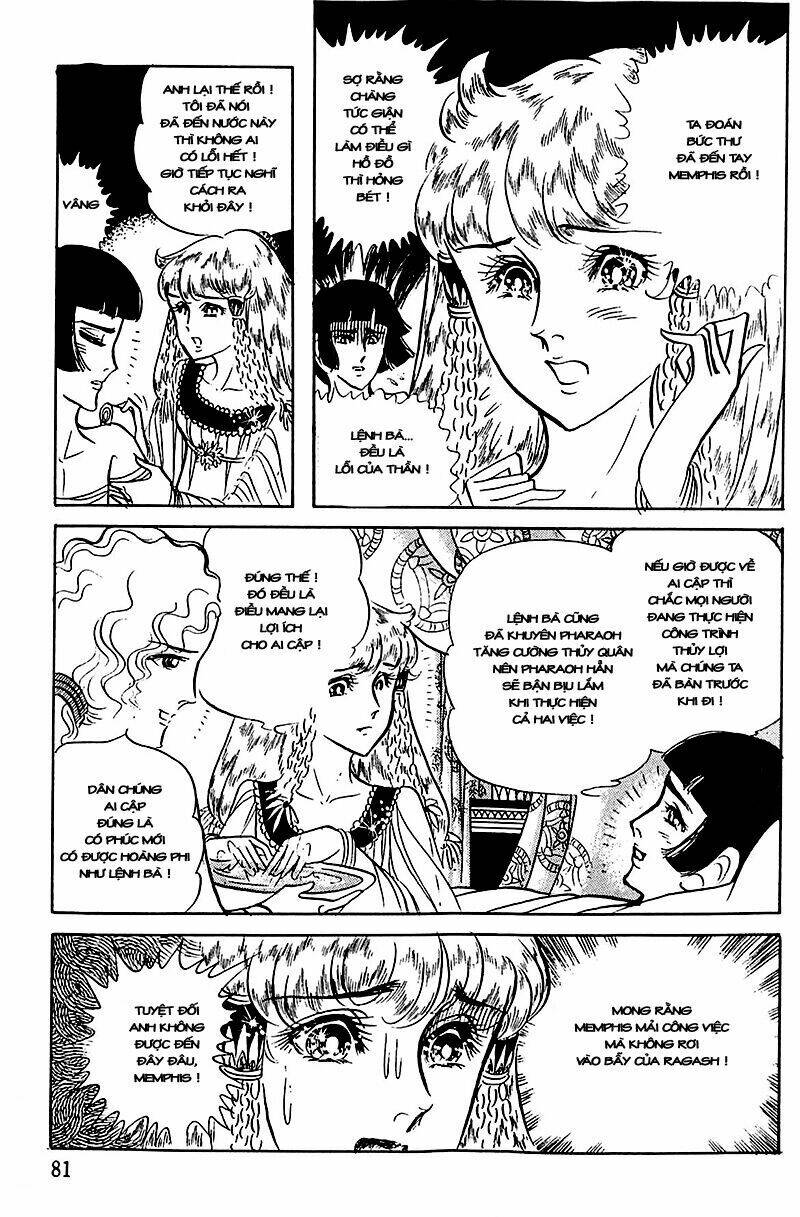 TA ĐOÁN
BỨC THƯ
ĐÃ ĐẾN TAY
MEMPHIS RỒI !
SỢ RẰNG
CHÀNG
TỨC GIẬN
CÓ THỂ
LÀM ĐIỀU GÌ
HỒ ĐỒ
THÌ HỎNG
BÉT !
LỆNH BÀ...
ĐỀU LÀ
LỖI CỦA THẦN !
ANH LẠI THẾ RỒI !
TÔI ĐÃ NÓI
ĐÃ ĐẾN NƯỚC NÀY
THÌ KHÔNG AI
CÓ LỖI HẾT !
GIỜ TIẾP TỤC NGHĨ
CÁCH RA
KHỎI ĐÂY !
VÂNG
NẾU GIỜ ĐƯỢC VỀ
AI CẬP THÌ
CHẮC MỌI NGƯỜI
ĐANG THỰC HIỆN
CÔNG TRÌNH
THỦY LỢI
MÀ CHÚNG TA
ĐÃ BÀN TRƯỚC
KHI ĐI !
LỆNH BÀ CŨNG
ĐÃ KHUYÊN PHARAOH
TĂNG CƯỜNG THỦY QUÂN
NÊN PHARAOH HẲN
SẼ BẬN BỊU LẮM
KHI THỰC HIỆN
CẢ HAI VIỆC !
ĐÚNG THẾ !
ĐÓ ĐỀU LÀ
ĐIỀU MANG LẠI
LỢI ÍCH
CHO AI CẬP !
DÂN CHÚNG
AI CẬP
ĐÚNG LÀ
CÓ PHÚC MỚI
CÓ ĐƯỢC HOÀNG PHI
NHƯ LỆNH BÀ !
MONG RẰNG
MEMPHIS MẢI CÔNG VIỆC
MÀ KHÔNG RƠI
VÀO BẪY CỦA RAGASH !
TUYỆT ĐỐI
ANH KHÔNG
ĐƯỢC ĐẾN
ĐÂY ĐÂU,
MEMPHIS !
81